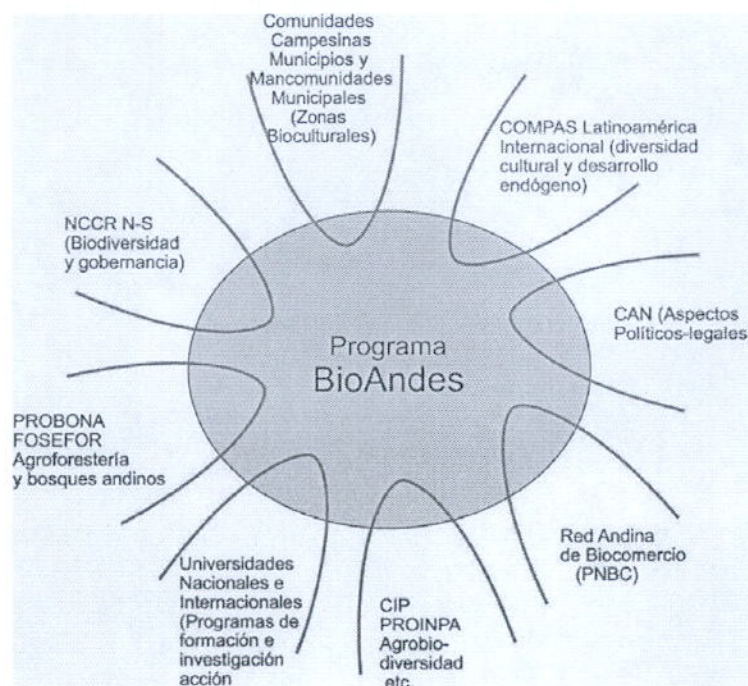 Comunidades
Campesinas
Municipios y
Mancomunidades
Municipales
(Zonas
Bioculturales)
COMPAS Latinoamérica
Internacional (diversidad
cultural y desarrollo
endógeno)
CAN (Aspectos
Políticos-legales
Red Andina
de Biocomercio
(PNBC)
CIP
PROINPA
Agrobio-
diversidad
etc.
Universidades
Nacionales e
Internacionales
(Programas de
formación e
investigación
acción
PROBONA
FOSEFOR
Agroforestería
y bosques andinos
NCCR N-S
(Biodiversidad
y gobernancia)
Programa
BioAndes